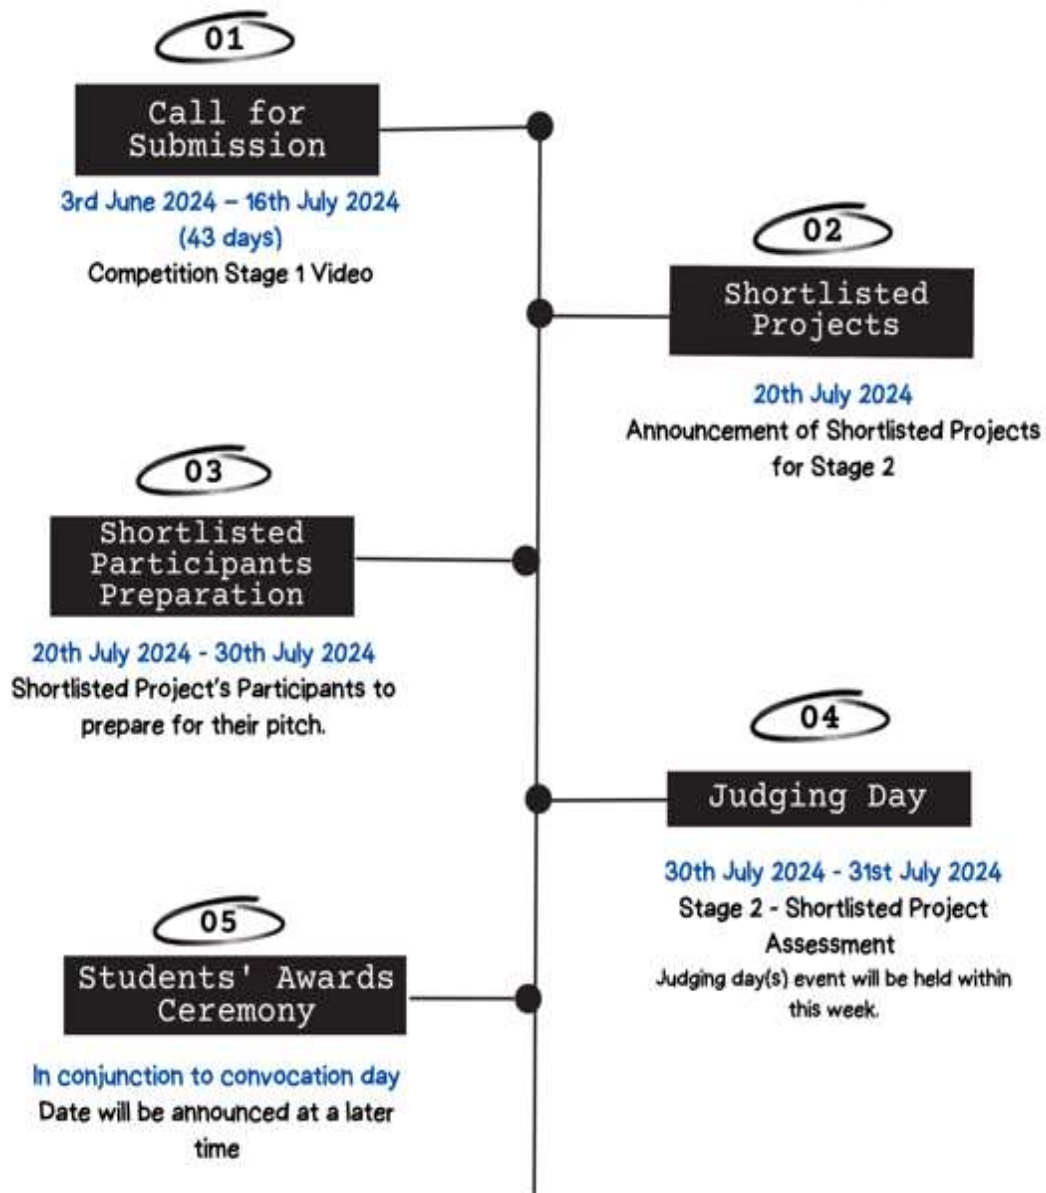 01
Call for
Submission
3rd June 2024 – 16th July 2024
(43 days)
Competition Stage 1 Video
02
Shortlisted
Projects
20th July 2024
Announcement of Shortlisted Projects
for Stage 2
03
Shortlisted
Participants
Preparation
20th July 2024 - 30th July 2024
Shortlisted Project's Participants to
prepare for their pitch.
04
Judging Day
30th July 2024 - 31st July 2024
Stage 2 - Shortlisted Project
Assessment
Judging day(s) event will be held within
this week.
05
Students' Awards
Ceremony
In conjunction to convocation day
Date will be announced at a later
time